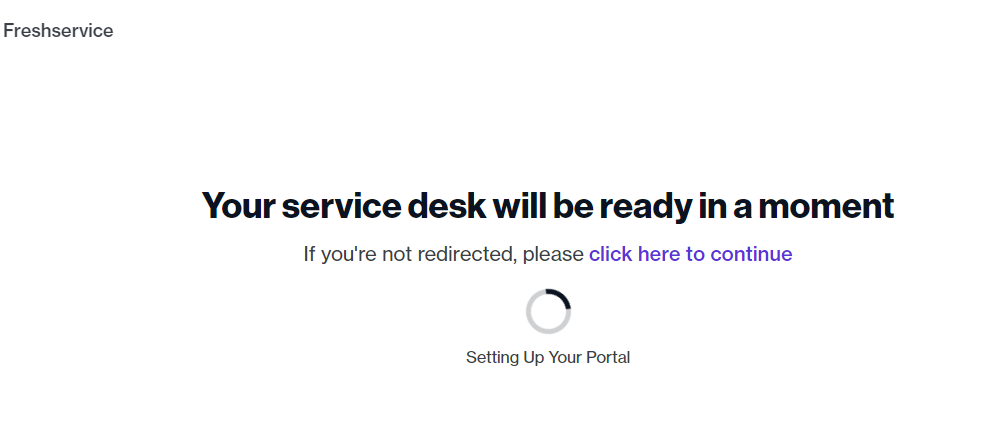 Freshservice
Your service desk will be ready in a moment
If you're not redirected, please click here to continue
Setting Up Your Portal